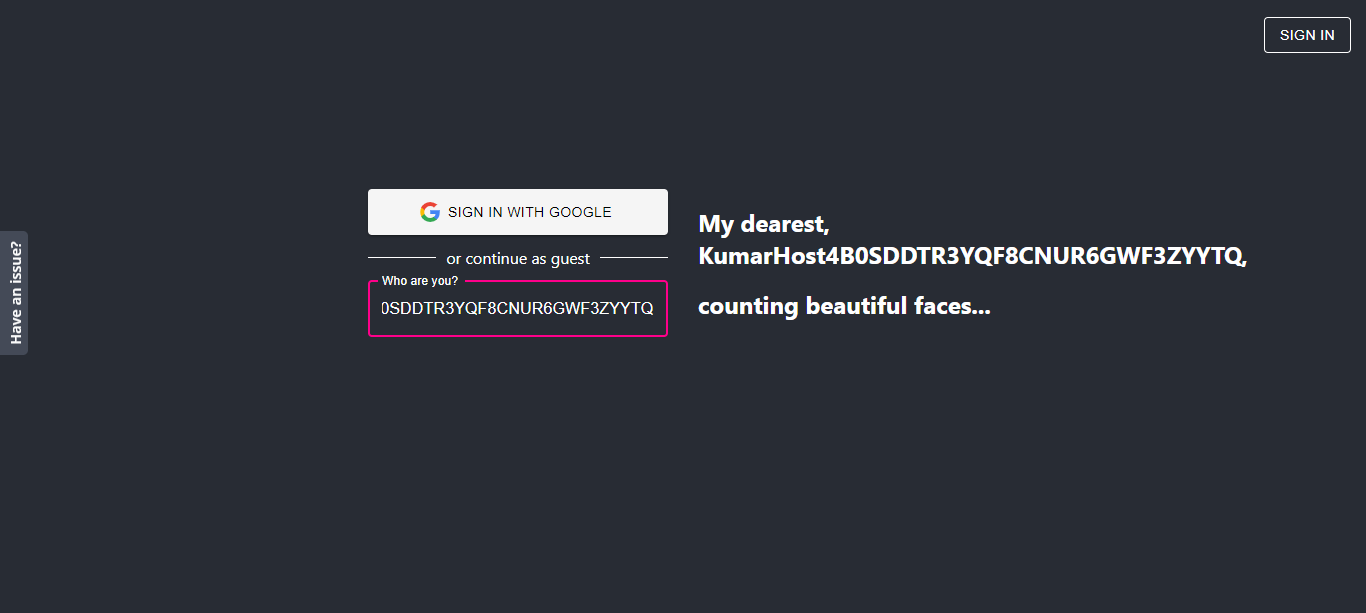 SIGN IN
SIGN IN WITH GOOGLE
or continue as guest
Who are you?
0SDDTR3YQF8CNUR6GWF3ZYYTQ
My dearest,
KumarHost4B0SDDTR3YQF8CNUR6GWF3ZYYTQ,
counting beautiful faces...
Have an issue?